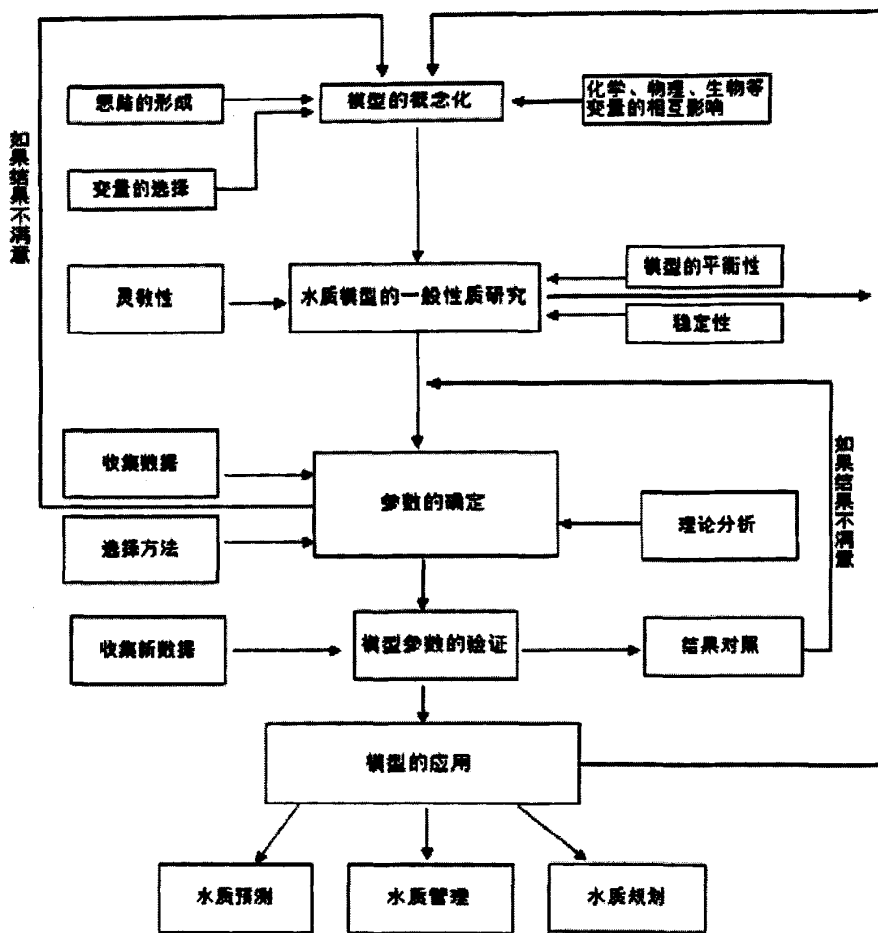 思路的形成
模型的概念化
化学、物理、生物等
变量的相互影响
变量的选择
如果结果不满意
灵敏性
水质模型的一般性质研究
模型的平衡性
稳定性
收集数据
参数的确定
如果结果不满意
选择方法
理论分析
收集新数据
模型参数的验证
结果对照
模型的应用
水质预测
水质管理
水质规划